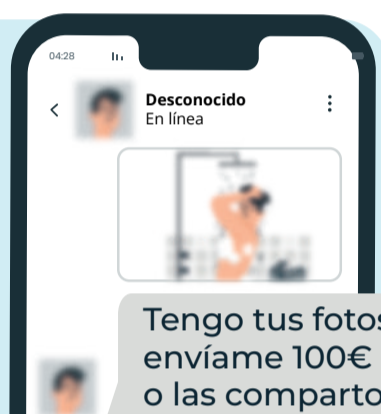 04:28
Desconocido
En línea
Tengo tus fotos
envíame 100€
o las comparto